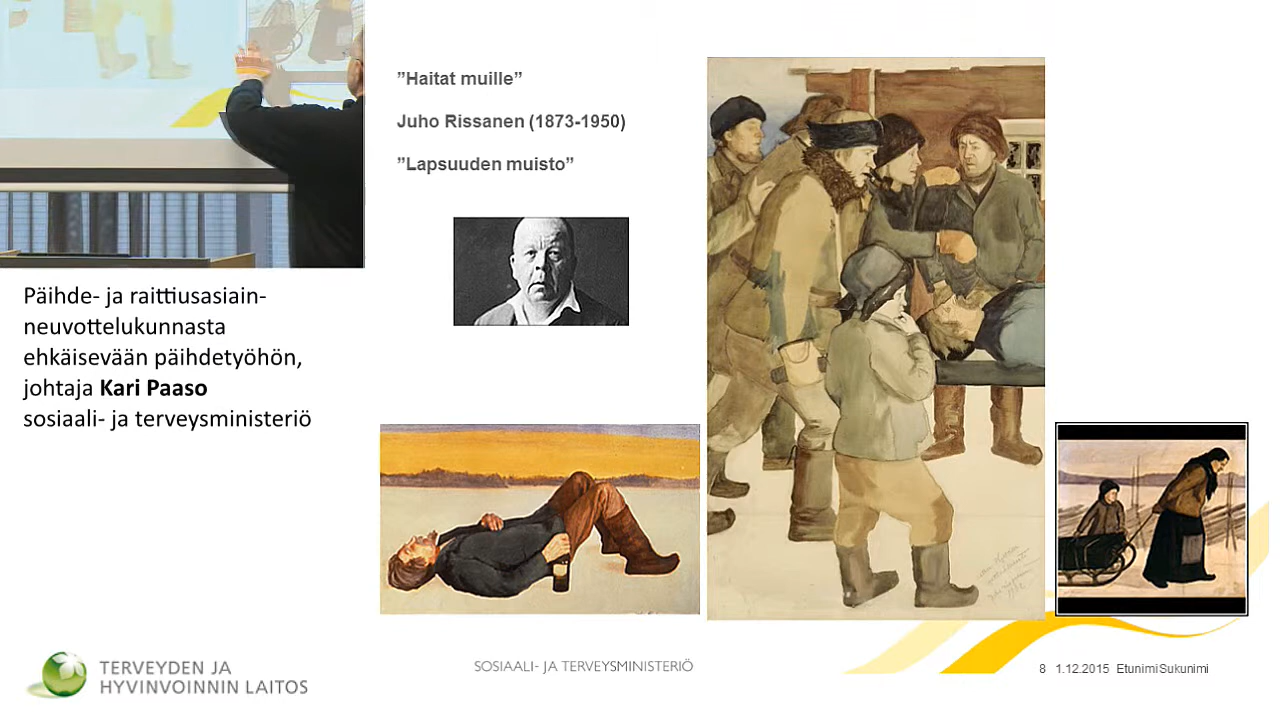 ”Haitat muille”
Juho Rissanen (1873-1950)
”Lapsuuden muisto”
Päihde- ja raittiusasiain-
neuvottelukunnasta
ehkäisevään päihdetyöhön,
johtaja Kari Paaso
sosiaali- ja terveysministeriö
TERVEYDEN JA
HYVINVOINNIN LAITOS
SOSIAALI- JA TERVEYSMINISTERIÖ
8 1.12.2015 Etunimi Sukunimi